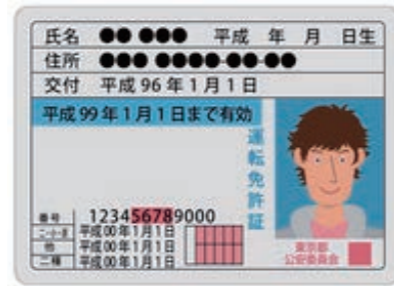 氏名 ●● ●●● 平成 年 月 日生
住所 ●●● ●●●● ●●-●●-●●
交付 平成96年1月1日
平成99年1月1日まで有効
運転免許証
番号 123456789000
二・小・原 平成00年1月1日
他 平成00年1月1日
二種 平成00年1月1日
東京都
公安委員会